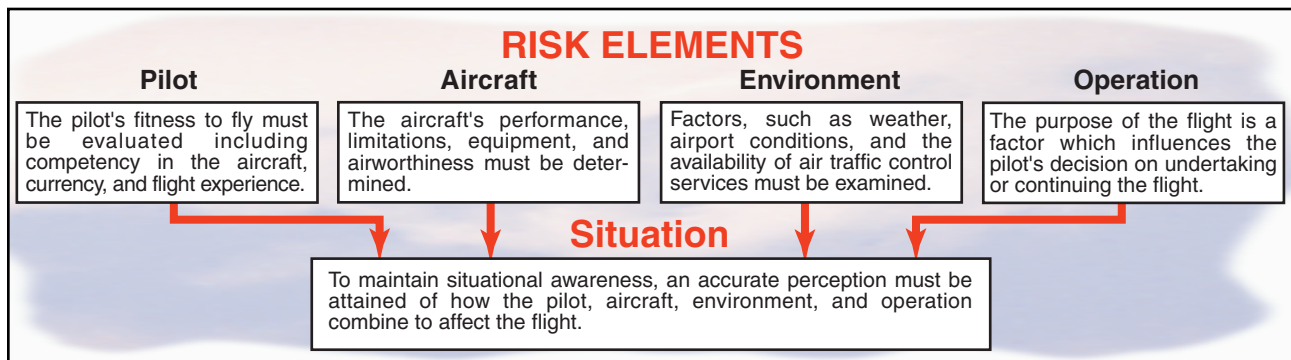 RISK ELEMENTS
Pilot
The pilot's fitness to fly must
be evaluated including
competency in the aircraft,
currency, and flight experience.
Aircraft
The aircraft's performance,
limitations, equipment, and
airworthiness must be deter-
mined.
Environment
Factors, such as weather,
airport conditions, and the
availability of air traffic control
services must be examined.
Operation
The purpose of the flight is a
factor which influences the
pilot's decision on undertaking
or continuing the flight.
Situation
To maintain situational awareness, an accurate perception must be
attained of how the pilot, aircraft, environment, and operation
combine to affect the flight.